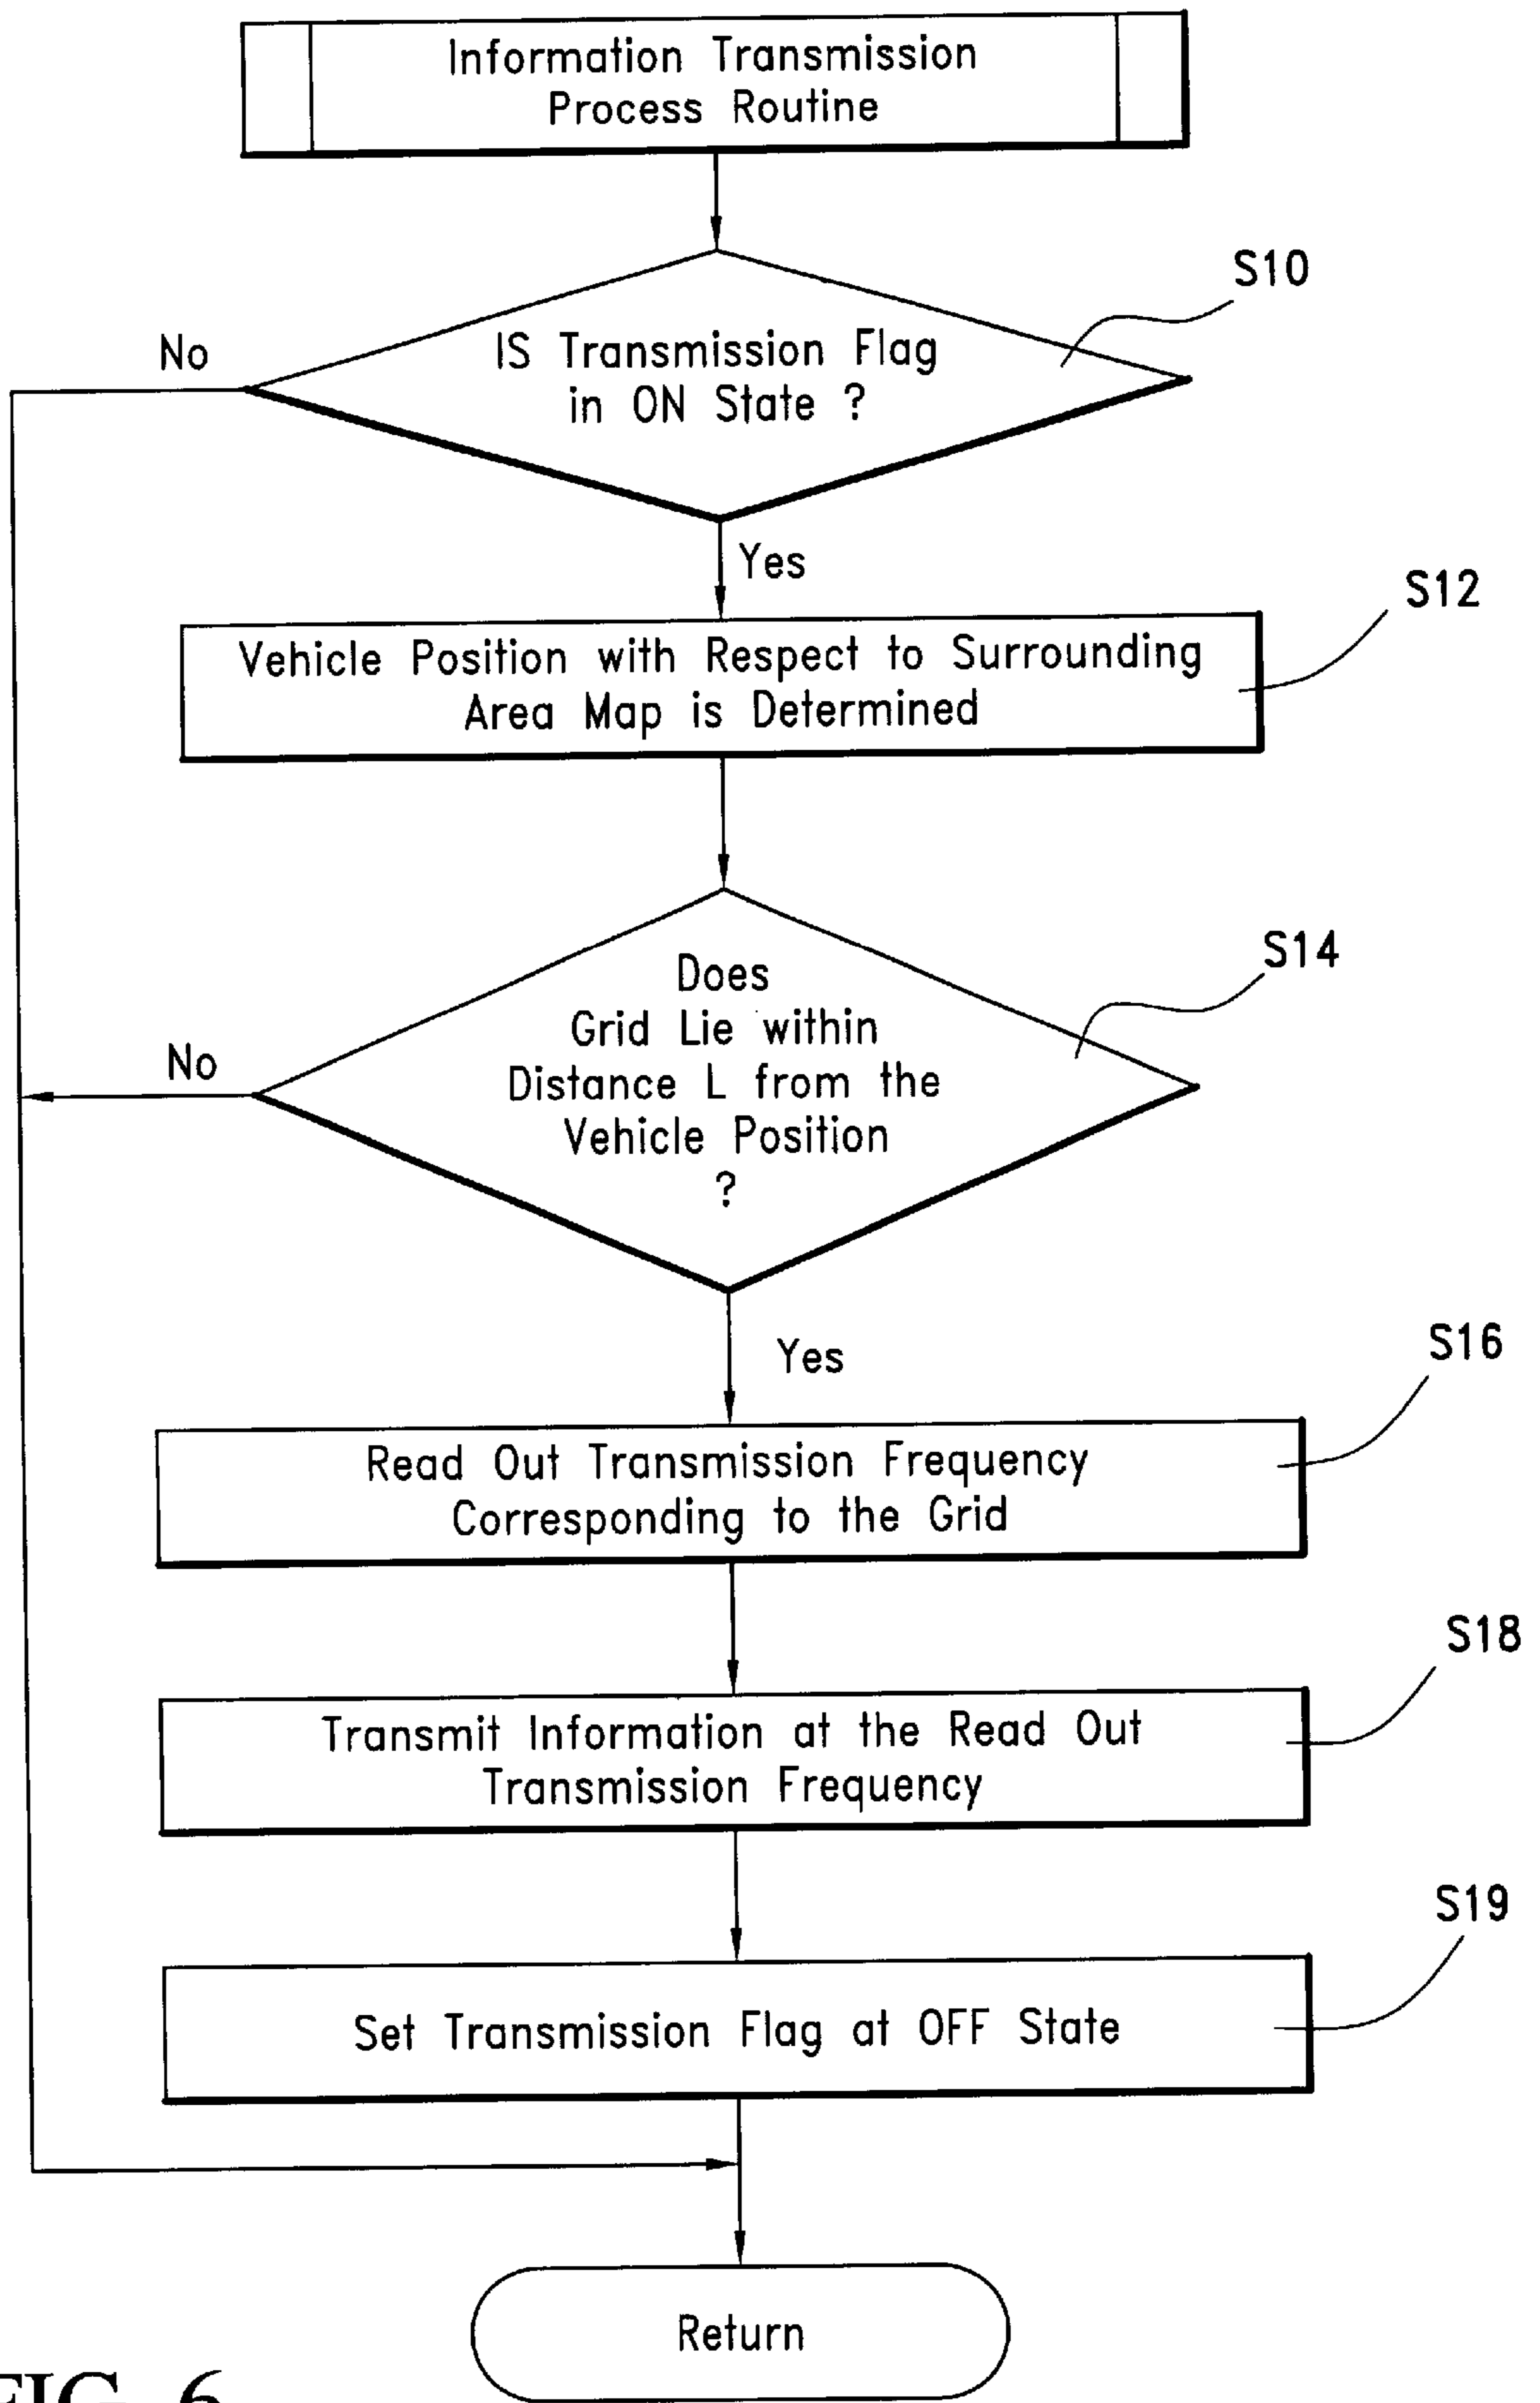 Information Transmission
Process Routine
S10
No
IS Transmission Flag
in ON State ?
Yes
S12
Vehicle Position with Respect to Surrounding
Area Map is Determined
S14
Does
Grid Lie within
Distance L from the
Vehicle Position
?
No
Yes
S16
Read Out Transmission Frequency
Corresponding to the Grid
S18
Transmit Information at the Read Out
Transmission Frequency
S19
Set Transmission Flag at OFF State
Return
FIG. 6